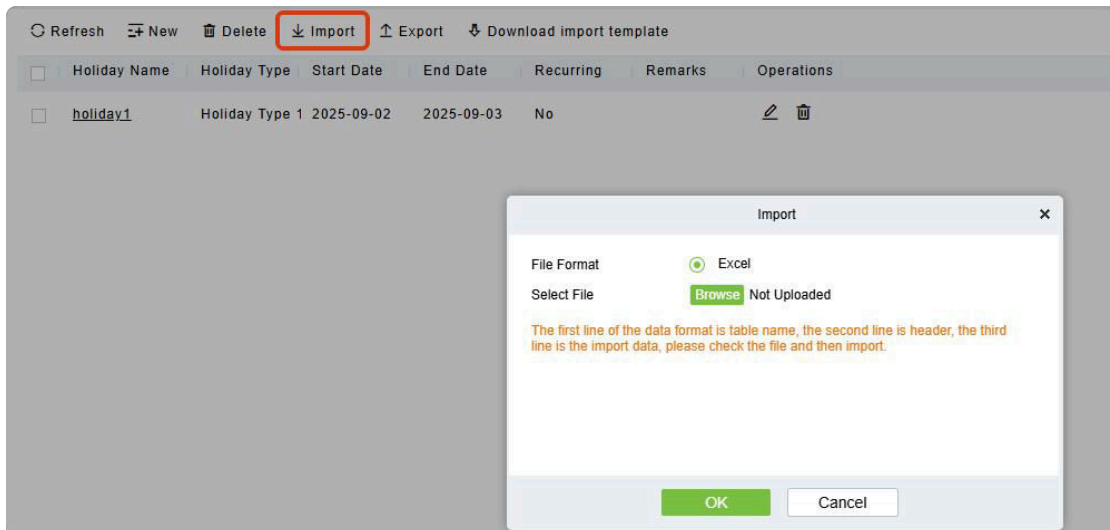 Refresh New Delete Import Export Download import template
Holiday Name Holiday Type Start Date End Date Recurring Remarks Operations
holiday1 Holiday Type 1 2025-09-02 2025-09-03 No
Import
File Format Excel
Select File Browse Not Uploaded
The first line of the data format is table name, the second line is header, the third
line is the import data, please check the file and then import.
OK Cancel